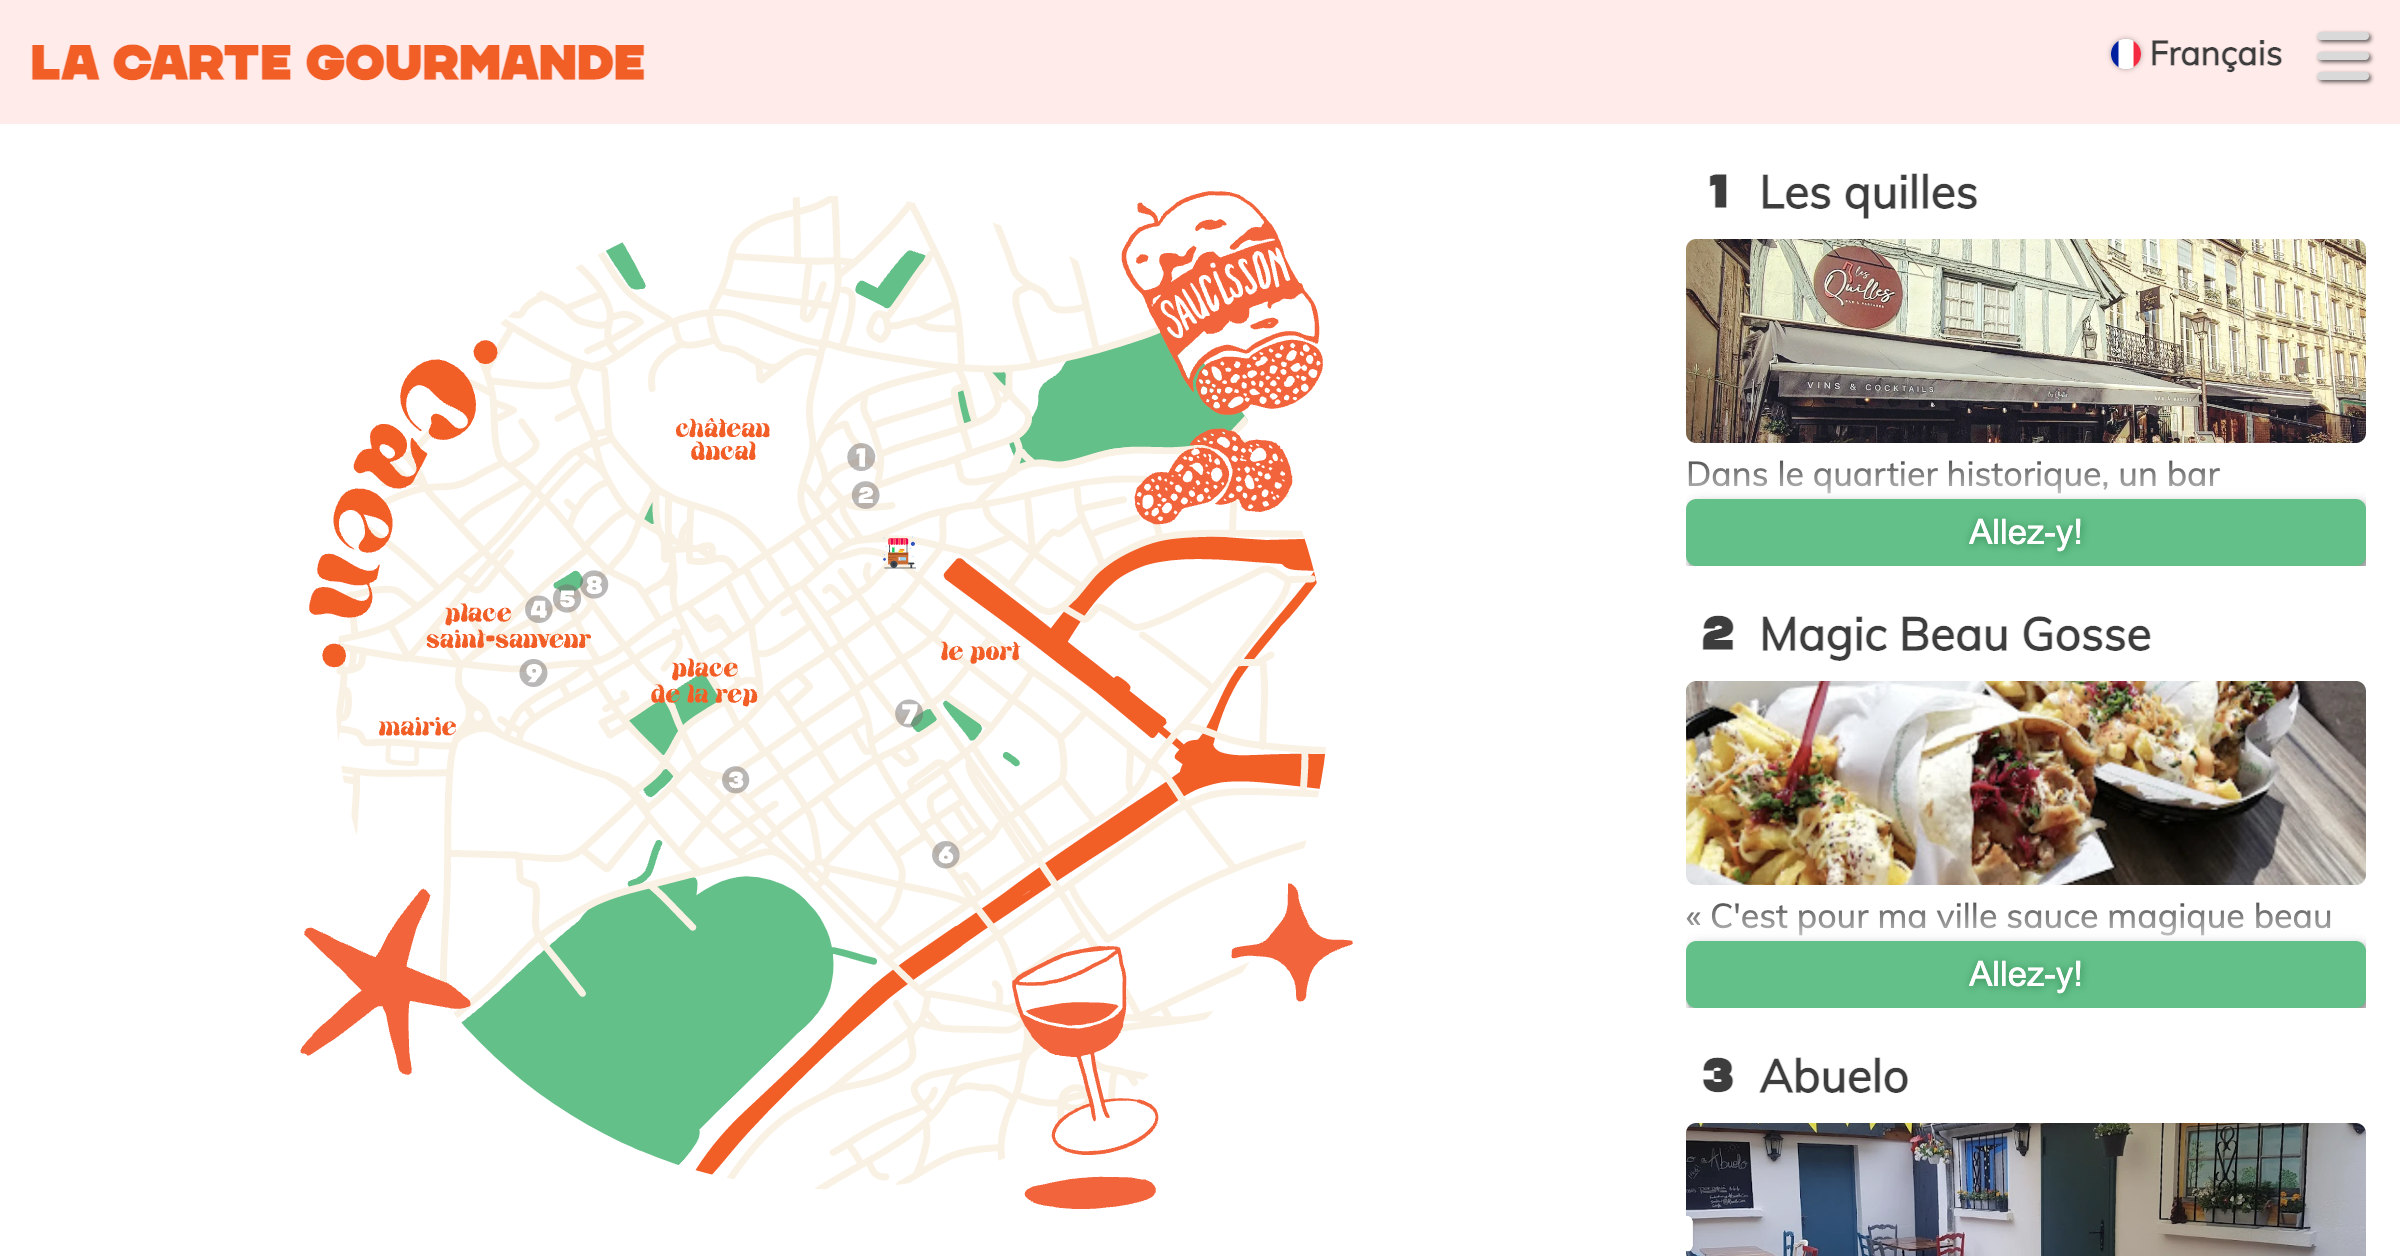 LA CARTE GOURMANDE
Français
Caen
SAUCISSON
château
ducal
1
2
8
5
4
place
saint-sauveur
9
place
de la rep
le port
mairie
7
3
6
1 Les quilles
les
Quilles
VINS & COCKTAILS
Dans le quartier historique, un bar
Allez-y!
2 Magic Beau Gosse
« C'est pour ma ville sauce magique beau
Allez-y!
3 Abuelo
Abuelo